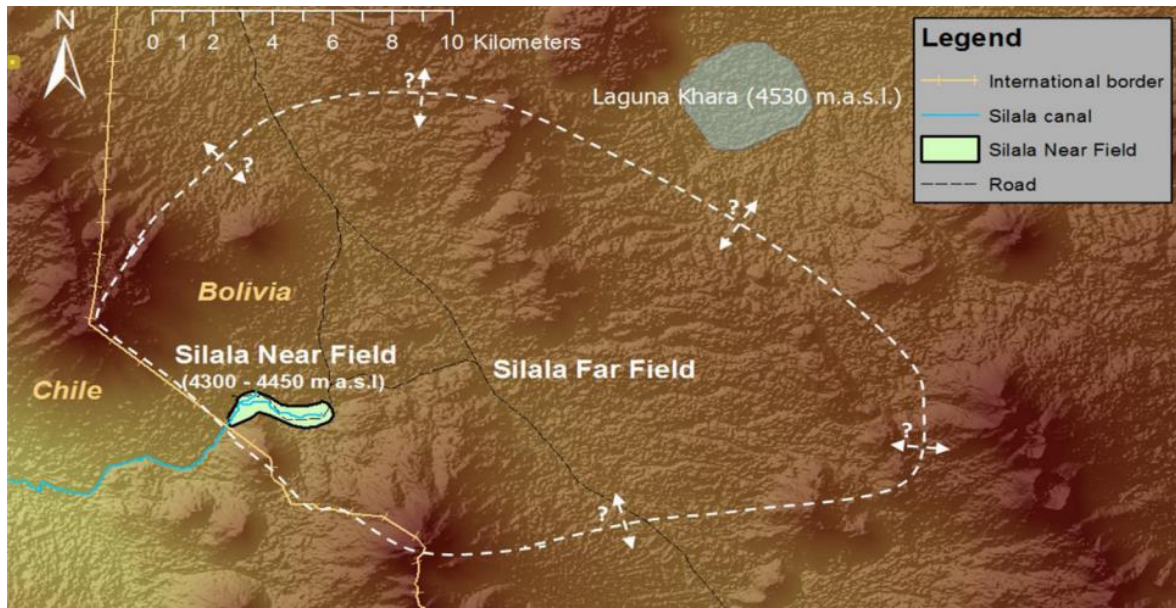 N
0 1 2 4 6 8 10 Kilometers
Legend
International border
Silala canal
Silala Near Field
Road
Laguna Khara (4530 m.a.s.l.)
?
?
?
Bolivia
Silala Near Field
(4300 - 4450 m.a.s.l)
Silala Far Field
Chile
?
?